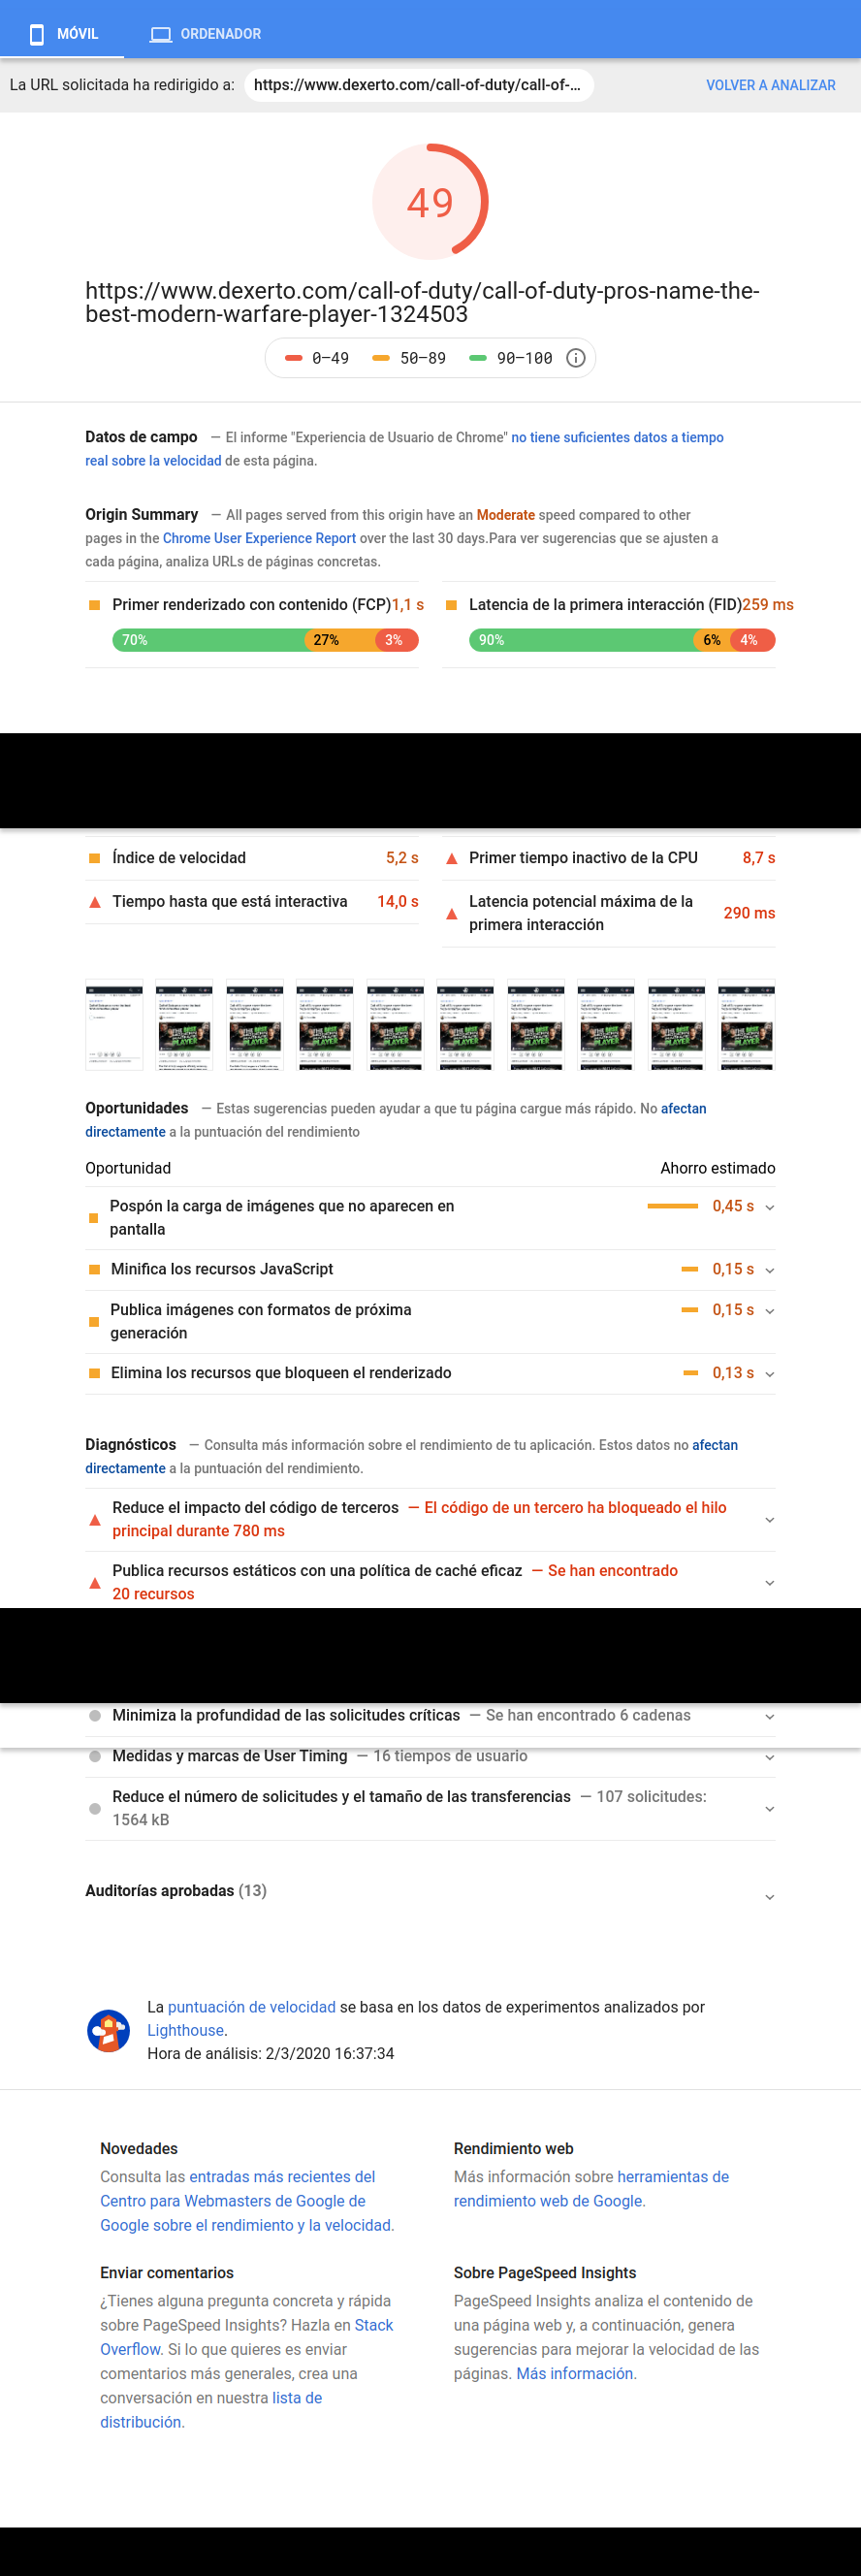 MÓVIL
ORDENADOR
La URL solicitada ha redirigido a: https://www.dexerto.com/call-of-duty/call-of-...
VOLVER A ANALIZAR
49
https://www.dexerto.com/call-of-duty/call-of-duty-pros-name-the-
best-modern-warfare-player-1324503
0–49 50–89 90–100
Datos de campo — El informe "Experiencia de Usuario de Chrome" no tiene suficientes datos a tiempo
real sobre la velocidad de esta página.
Origin Summary — All pages served from this origin have an Moderate speed compared to other
pages in the Chrome User Experience Report over the last 30 days.Para ver sugerencias que se ajusten a
cada página, analiza URLs de páginas concretas.
Primer renderizado con contenido (FCP)1,1 s
70% 27% 3%
Latencia de la primera interacción (FID)259 ms
90% 6% 4%
Índice de velocidad 5,2 s
Primer tiempo inactivo de la CPU 8,7 s
Tiempo hasta que está interactiva 14,0 s
Latencia potencial máxima de la
primera interacción 290 ms
Oportunidades — Estas sugerencias pueden ayudar a que tu página cargue más rápido. No afectan
directamente a la puntuación del rendimiento
Oportunidad Ahorro estimado
Pospón la carga de imágenes que no aparecen en
pantalla 0,45 s
Minifica los recursos JavaScript 0,15 s
Publica imágenes con formatos de próxima
generación 0,15 s
Elimina los recursos que bloqueen el renderizado 0,13 s
Diagnósticos — Consulta más información sobre el rendimiento de tu aplicación. Estos datos no afectan
directamente a la puntuación del rendimiento.
Reduce el impacto del código de terceros — El código de un tercero ha bloqueado el hilo
principal durante 780 ms
Publica recursos estáticos con una política de caché eficaz — Se han encontrado
20 recursos
Minimiza la profundidad de las solicitudes críticas — Se han encontrado 6 cadenas
Medidas y marcas de User Timing — 16 tiempos de usuario
Reduce el número de solicitudes y el tamaño de las transferencias — 107 solicitudes:
1564 kB
Auditorías aprobadas (13)
La puntuación de velocidad se basa en los datos de experimentos analizados por
Lighthouse.
Hora de análisis: 2/3/2020 16:37:34
Novedades
Consulta las entradas más recientes del
Centro para Webmasters de Google de
Google sobre el rendimiento y la velocidad.
Rendimiento web
Más información sobre herramientas de
rendimiento web de Google.
Enviar comentarios
¿Tienes alguna pregunta concreta y rápida
sobre PageSpeed Insights? Hazla en Stack
Overflow. Si lo que quieres es enviar
comentarios más generales, crea una
conversación en nuestra lista de
distribución.
Sobre PageSpeed Insights
PageSpeed Insights analiza el contenido de
una página web y, a continuación, genera
sugerencias para mejorar la velocidad de las
páginas. Más información.